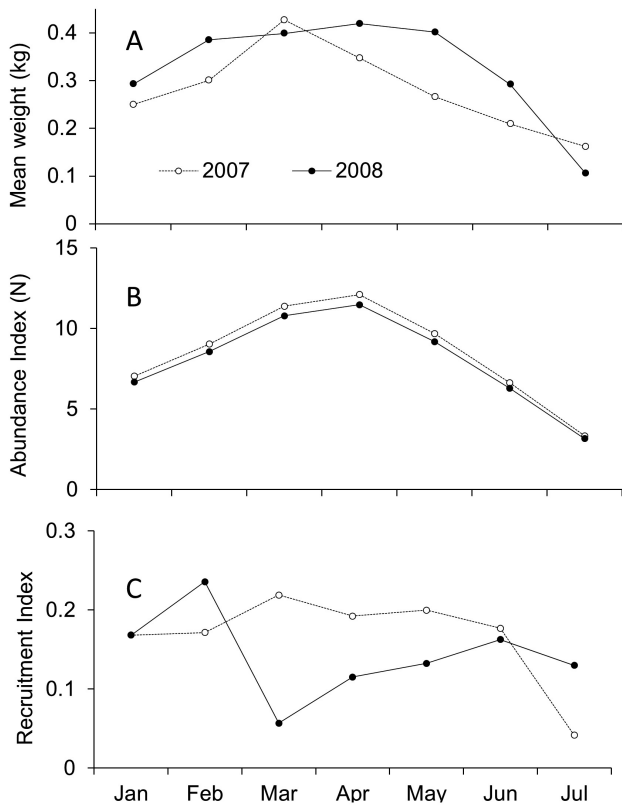 Mean weight (kg)
0.4
0.3
0.2
0.1
0
A
2007
2008
Abundance Index (N)
15
10
5
0
B
Recruitment Index
0.3
0.2
0.1
0
C
Jan Feb Mar Apr May Jun Jul